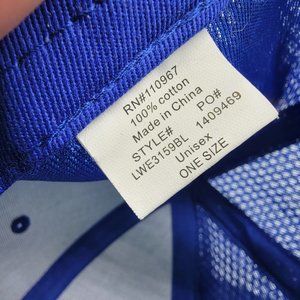 RN#110967
100% cotton
Made in China
STYLE# PO#
LWE3159BL 1409469
Unisex
ONE SIZE